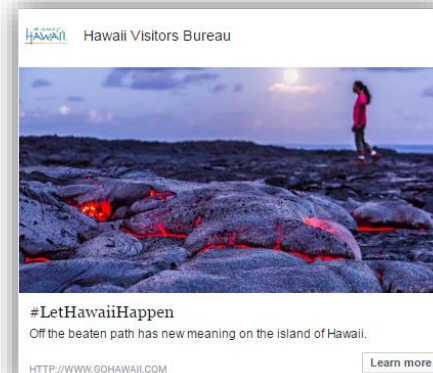 HAWAI'I
Hawaii Visitors Bureau
#LetHawaiiHappen
Off the beaten path has new meaning on the island of Hawaii.
HTTP://WWW.GOHAWAII.COM
Learn more